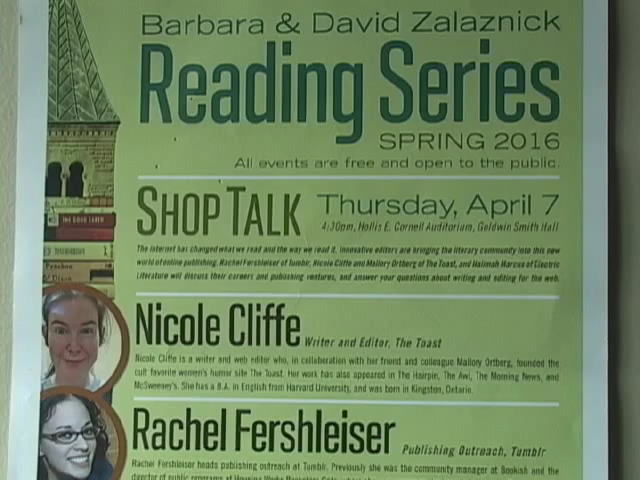 Barbara & David Zalaznick
Reading Series
SPRING 2016
All events are free and open to the public.
SHOP TALK
Thursday, April 7
4:30pm, Hollis E. Cornell Auditorium, Goldwin Smith Hall
The internet has changed what we read and the way we read it. Innovative editors are bringing the literary community into this new
world of online publishing. Rachel Fershleiser of Tumblr, Nicole Cliffe and Mallory Ortberg of The Toast, and Halimah Marcus of Electric
Literature will discuss their careers and publishing ventures, and answer your questions about writing and editing for the web.
Nicole Cliffe
Writer and Editor, The Toast
Nicole Cliffe is a writer and web editor who, in collaboration with her friend and colleague Mallory Ortberg, founded the
cult favorite women's humor site The Toast. Her work has also appeared in The Hairpin, The Awl, The Morning News, and
McSweeney's. She has a B.A. in English from Harvard University, and was born in Kingston, Ontario.
Rachel Fershleiser
Publishing Outreach, Tumblr
Rachel Fershleiser heads publishing outreach at Tumblr. Previously she was the community manager at Bookish and the
director of public programs at Housing Works